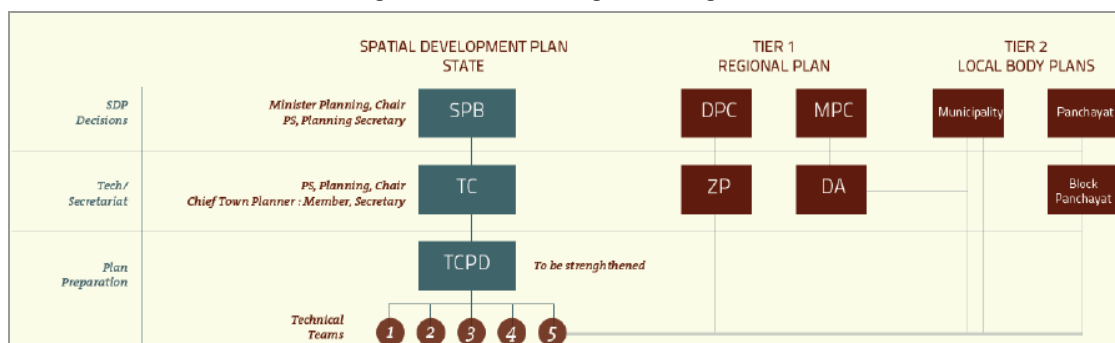 SPATIAL DEVELOPMENT PLAN
STATE
TIER 1
REGIONAL PLAN
TIER 2
LOCAL BODY PLANS
SDP
Decisions
Minister Planning, Chair
PS, Planning Secretary
SPB
DPC
MPC
Municipality
Panchayat
Tech/
Secretariat
PS, Planning, Chair
Chief Town Planner : Member, Secretary
TC
ZP
DA
Block
Panchayat
Plan
Preparation
TCPD
To be strenghthened
Technical
Teams
1
2
3
4
5